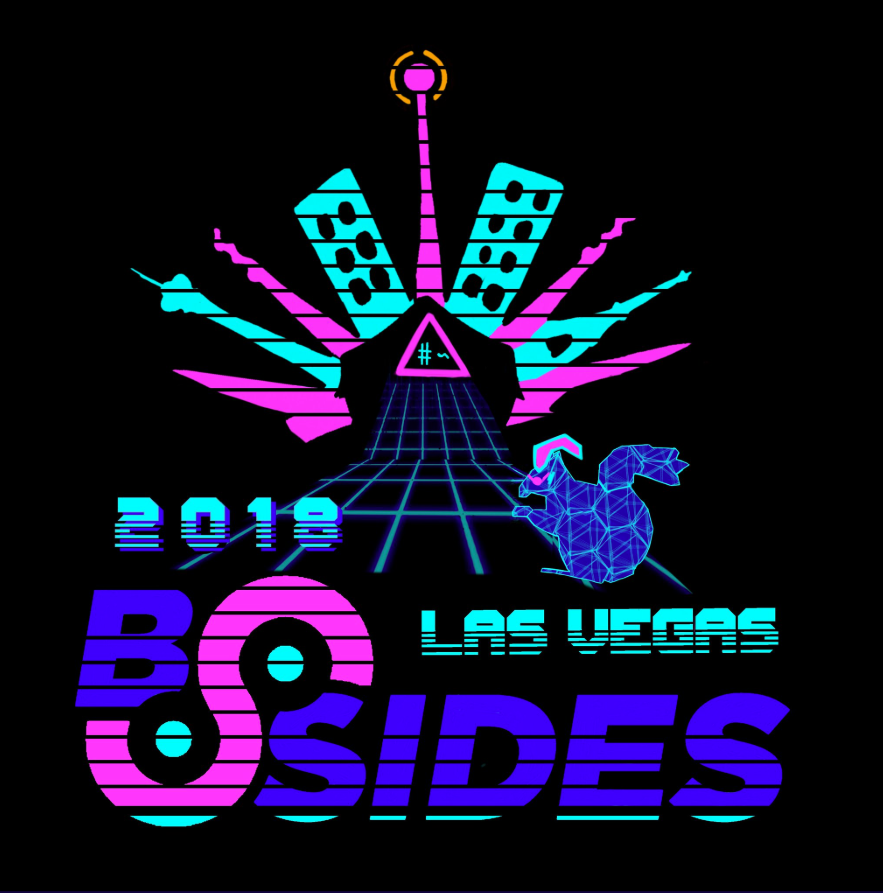 #~
2018
LAS VEGAS
BSIDES